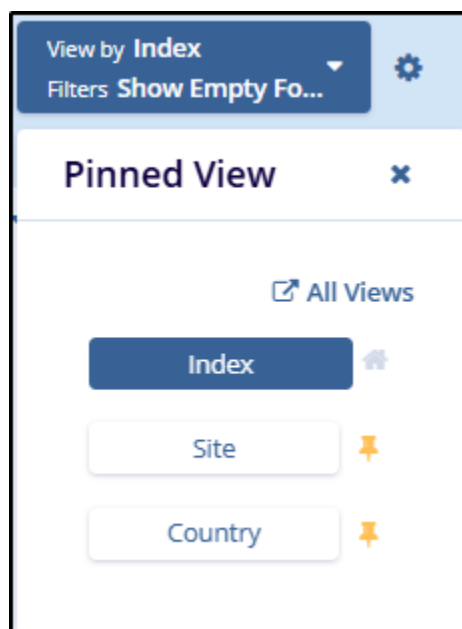 View by Index
Filters Show Empty Fo...
Pinned View
All Views
Index
Site
Country